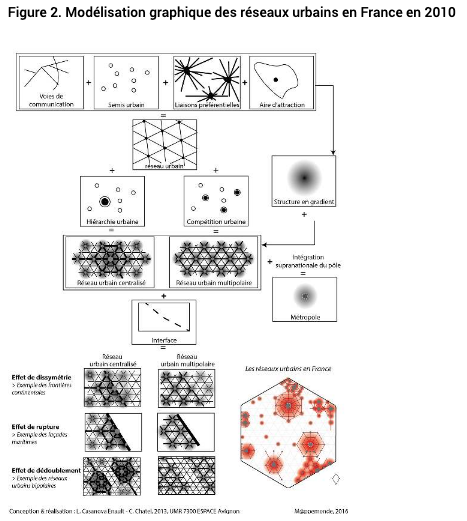 Figure 2. Modélisation graphique des réseaux urbains en France en 2010
Voies de
communication
+
Semis urbain
+
Liaisons préférentielles
+
Aire d'attraction
=
réseau urbain
+
+
Hiérarchie urbaine
Compétition urbaine
Structure en gradient
=
=
+
Réseau urbain centralisé
Réseau urbain multipolaire
+
Intégration
supranationale du pôle
=
Métropole
+
Interface
=
Réseau
urbain centralisé
Réseau
urbain multipolaire
Effet de dissymétrie
> Exemple des frontières
continentales
Effet de rupture
> Exemple des façades
maritimes
Effet de dédoublement
> Exemple des réseaux
urbains bipolaires
Les réseaux urbains en France
Conception & réalisation : L. Casanova Enault - C. Chatel, 2013, UMR 7300 ESPACE Avignon
M@ppemonde, 2016